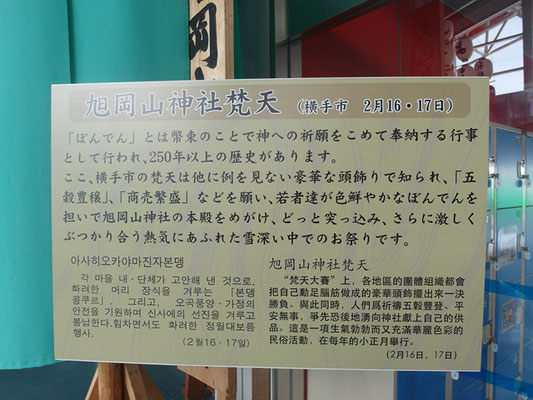 岡山
旭岡山神社梵天 (横手市 2月16・17日)
「ぼんでん」とは幣束のことで神への祈願をこめて奉納する行事
として行われ、250年以上の歴史があります。
ここ、横手市の梵天は他に例を見ない豪華な頭飾りで知られ、「五
穀豊穣」、「商売繁盛」などを願い、若者達が色鮮やかなぼんでんを
担いで旭岡山神社の本殿をめがけ、どっと突っ込み、さらに激しく
ぶつかり合う熱気にあふれた雪深い中でのお祭りです。
아사히오카야마진자본뎅
각 마을 내·단체가 고안해 낸 것으로,
화려한 머리 장식을 겨루는 「본뎅
콩쿠르」, 그리고, 오곡풍양·가정의
안전을 기원하며 신사에의 선진을 겨루고
봉납한다. 힘차면서도 화려한 정월대보름
행사.
(2월16·17일)
旭岡山神社梵天
“梵天大賽”上，各地區的團體組織都會
把自己動足腦筋做成的豪華頭飾擺出來一決
勝負。與此同時，人們爲祈禱五穀豐登、平
安無事，爭先恐後地湧向神社獻上自己的供
品。這是一項生氣勃勃而又充滿華麗色彩的
民俗活動，在每年的小正月舉行。
(2月16日、17日)